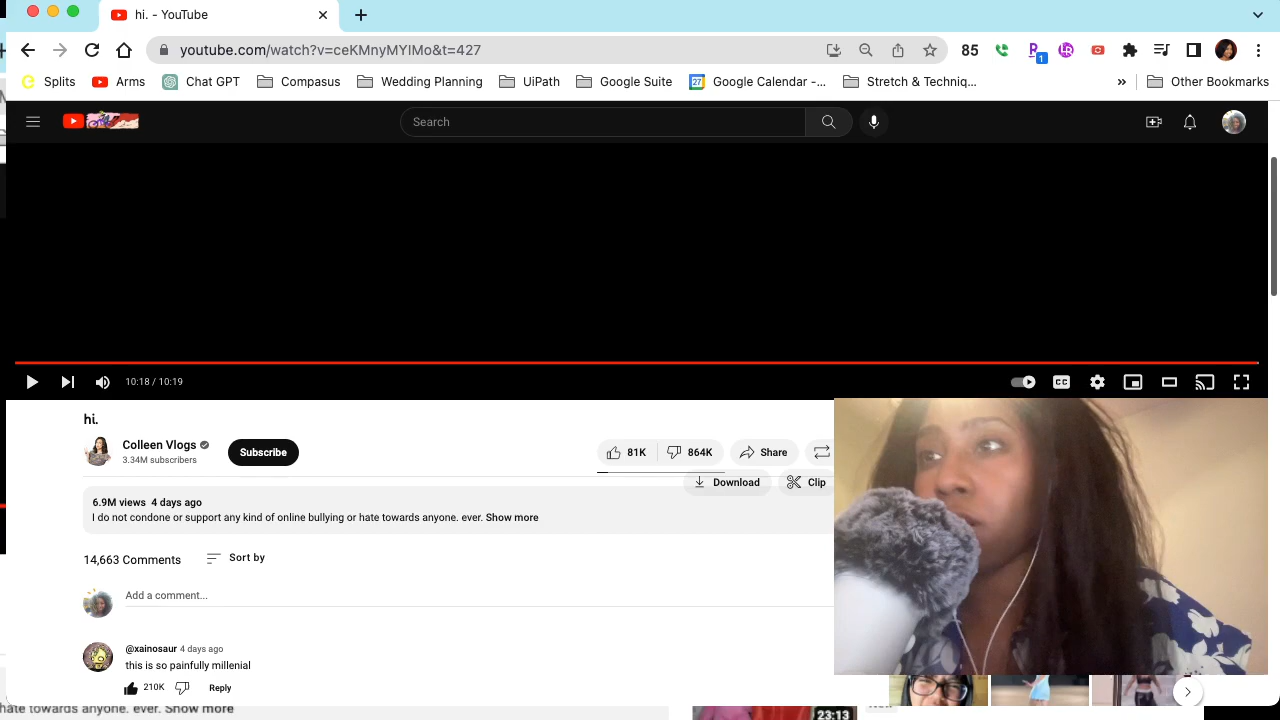 hi. - YouTube
youtube.com/watch?v=ceKMnyMYIMo&t=427
85
1
Splits
Arms
Chat GPT
Compasus
Wedding Planning
UiPath
Google Suite
27
Google Calendar -...
Stretch & Techniq...
»
Other Bookmarks
Search
10:18 / 10:19
CC
hi.
Colleen Vlogs
3.34M subscribers
Subscribe
81K
864K
Share
Download
Clip
6.9M views 4 days ago
I do not condone or support any kind of online bullying or hate towards anyone. ever. Show more
14,663 Comments
Sort by
Add a comment...
@xainosaur 4 days ago
this is so painfully millenial
210K
Reply
hate towards anyone. ever. Show more
23:13